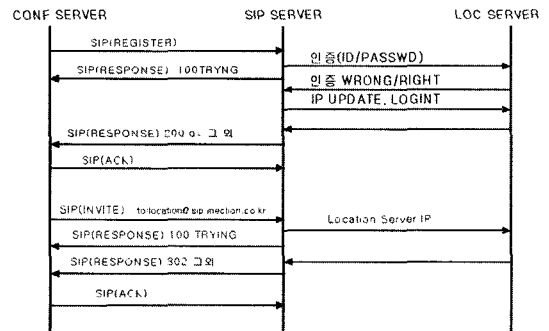 CONF SERVER SIP SERVER LOC SERVER
SIP(REGISTER)
인증(ID/PASSWD)
SIP(RESPONSE) 100TRYNG
인증 WRONG/RIGHT
IP UPDATE, LOGINT
SIP(RESPONSE) 200 그 외
SIP(ACK)
SIP(INVITE)
Location Server IP
SIP(RESPONSE) 100 TRYING
SIP(RESPONSE) 302 그외
SIP(ACK)